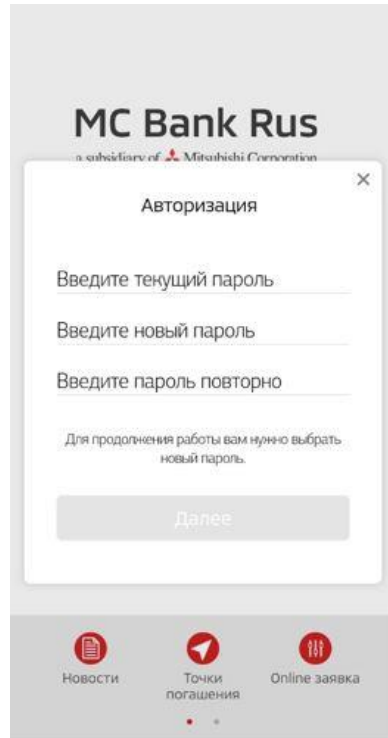 MC Bank Rus
a subsidiary of Mitsubishi Corporation
Авторизация
Введите текущий пароль
Введите новый пароль
Введите пароль повторно
Для продолжения работы вам нужно выбрать
новый пароль.
Далее
Новости
Точки
погашения
Online заявка